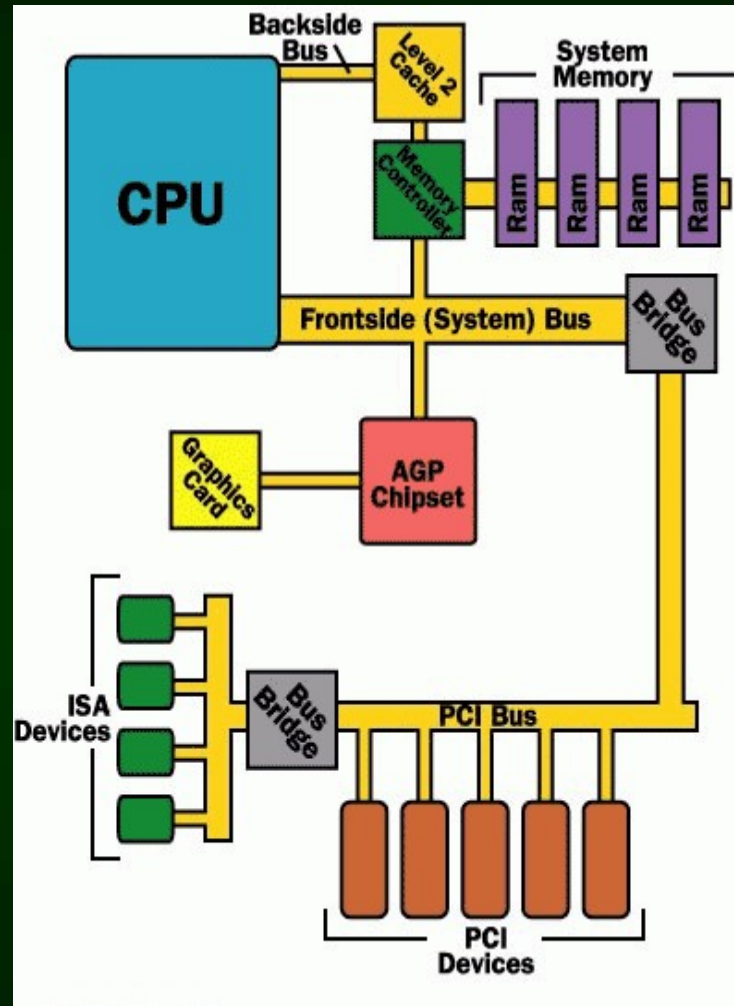 Backside
Bus
Level 2
Cache
System
Memory
CPU
Memory
Controller
Ram
Ram
Ram
Ram
Frontside (System) Bus
Bus
Bridge
Graphics
Card
AGP
Chipset
ISA
Devices
Bus
Bridge
PCI Bus
PCI
Devices